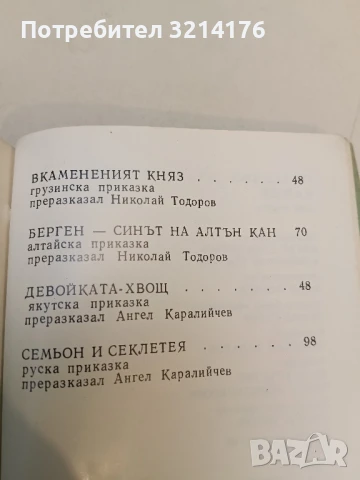 Потребител 3214176
ВКАМЕНЕНИЯТ КНЯЗ . . . . . . . 48
грузинска приказка
преразказал Николай Тодоров
БЕРГЕН — СИНЪТ НА АЛТЪН КАН 70
алтайска приказка
преразказал Николай Тодоров
ДЕВОЙКАТА-ХВОЩ . . . . . . . 48
якутска приказка
преразказал Ангел Каралийчев
СЕМЬОН И СЕКЛЕТЕЯ . . . . . . 98
руска приказка
преразказал Ангел Каралийчев
BAZAR